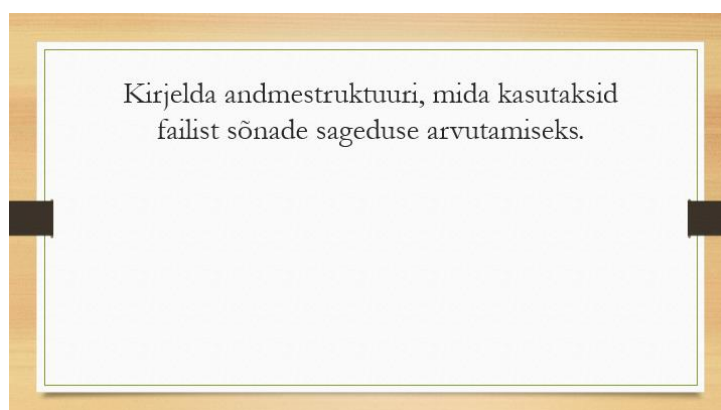 Kirjelda andmestruktuuri, mida kasutaksid
failist sõnade sageduse arvutamiseks.